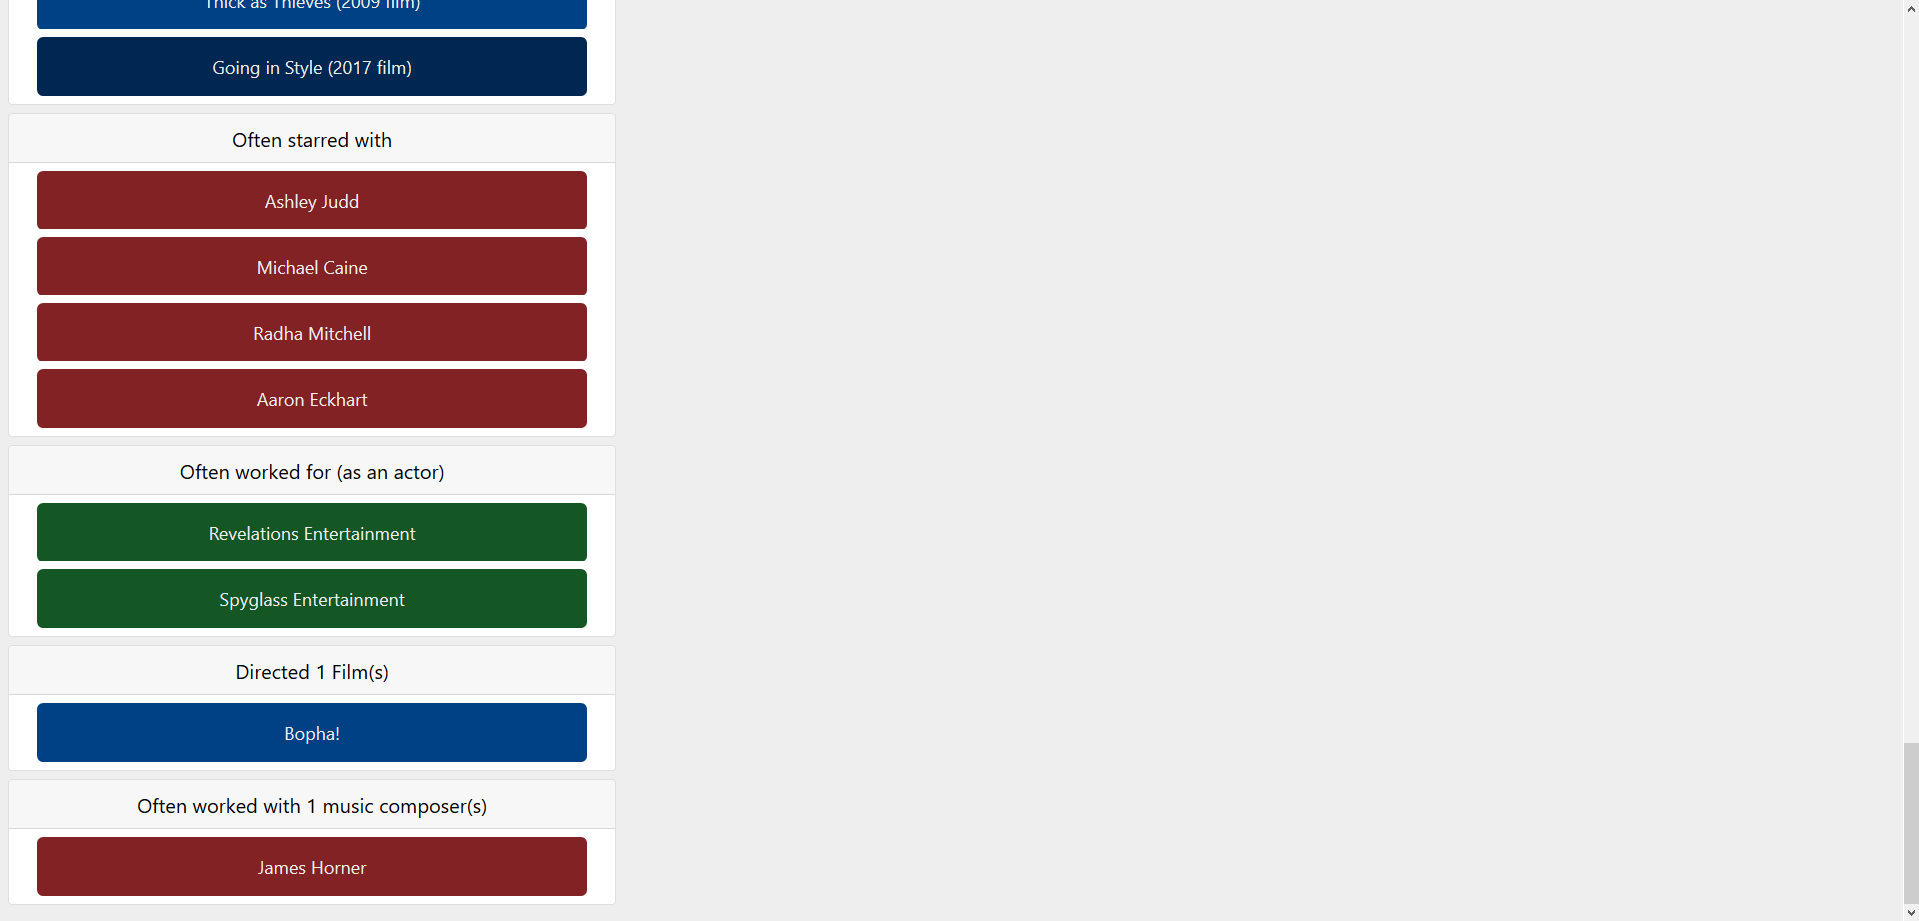 Thick as Thieves (2009 film)
Going in Style (2017 film)
Often starred with
Ashley Judd
Michael Caine
Radha Mitchell
Aaron Eckhart
Often worked for (as an actor)
Revelations Entertainment
Spyglass Entertainment
Directed 1 Film(s)
Bopha!
Often worked with 1 music composer(s)
James Horner